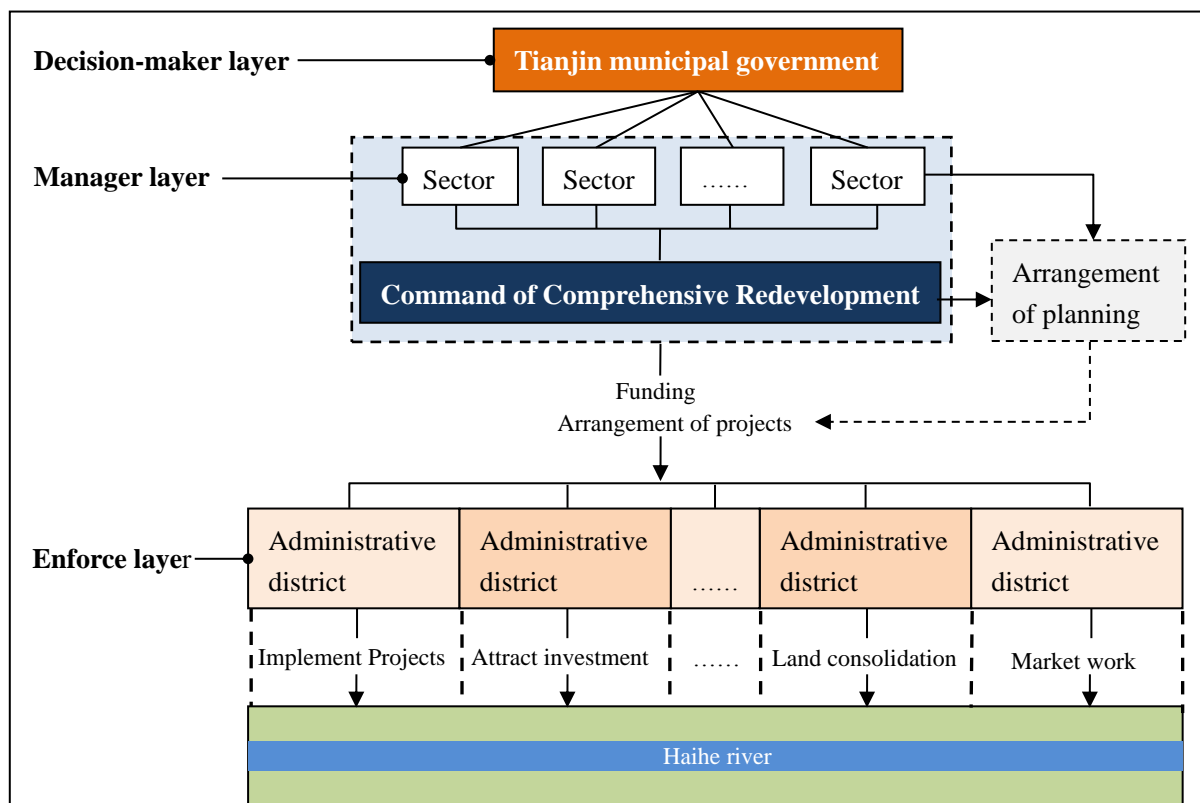 Decision-maker layer
Tianjin municipal government
Manager layer
Sector
Sector
……
Sector
Command of Comprehensive Redevelopment
Arrangement
of planning
Funding
Arrangement of projects
Enforce layer
Administrative
district
Administrative
district
……
Administrative
district
Administrative
district
Implement Projects
Attract investment
……
Land consolidation
Market work
Haihe river